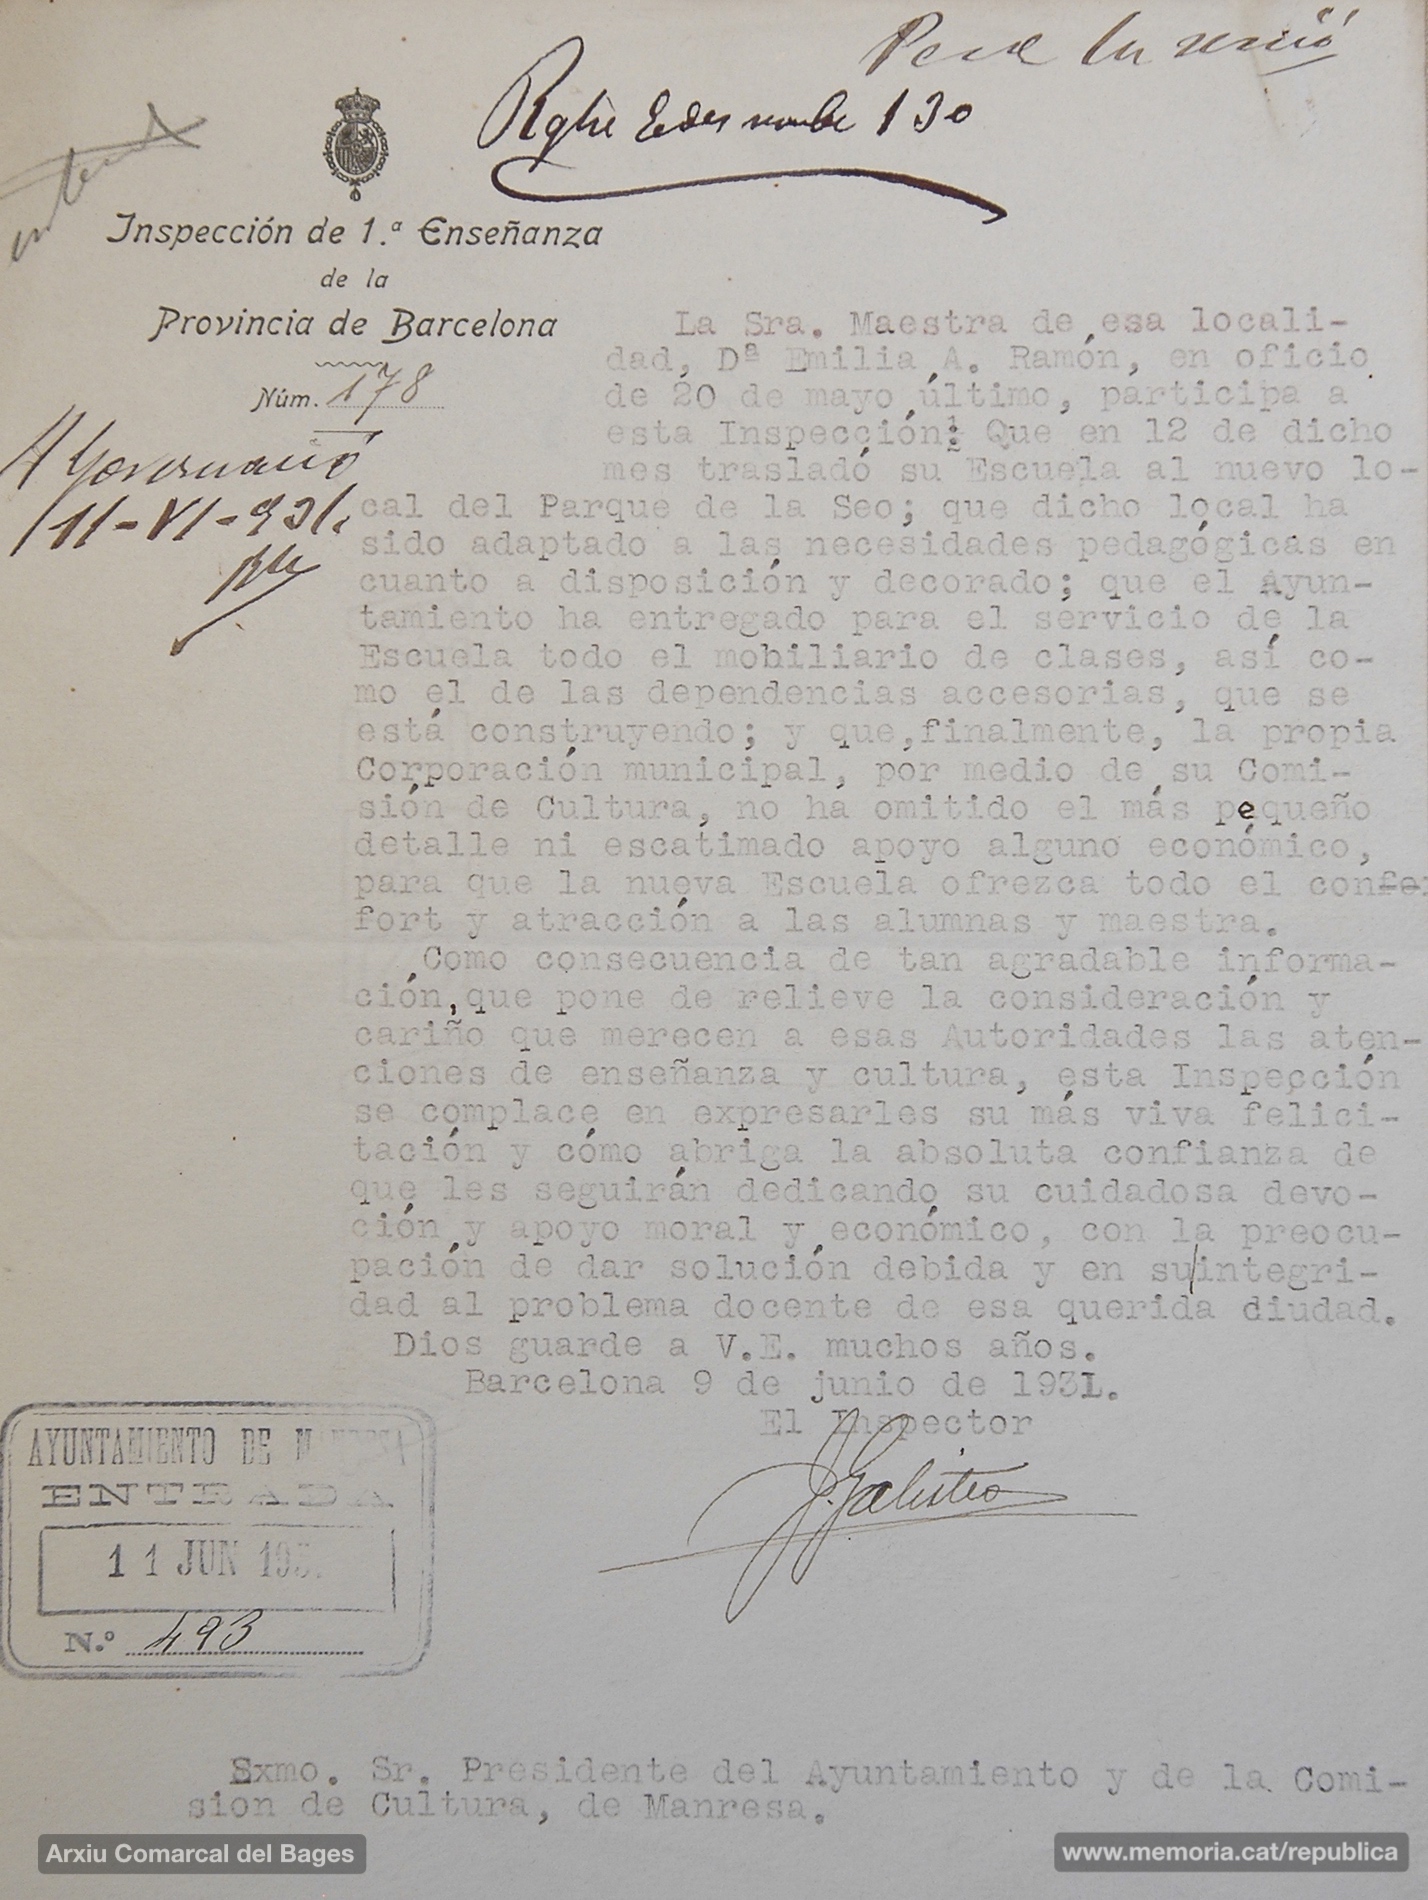 Inspección de 1.ª Enseñanza
de la
Provincia de Barcelona
Núm. 178
A Governació
11-VI-931.
La Sra. Maestra de esa locali-
dad, Dª Emilia A. Ramón, en oficio
de 20 de mayo último, participa a
esta Inspección: Que en 12 de dicho
mes trasladó su Escuela al nuevo lo-
cal del Parque de la Seo; que dicho local ha
sido adaptado a las necesidades pedagógicas en
cuanto a disposición y decorado; que el Ayun-
tamiento ha entregado para el servicio de la
Escuela todo el mobiliario de clases, así co-
mo el de las dependencias accesorias, que se
está construyendo; y que, finalmente, la propia
Corporación municipal, por medio de su Comi-
sión de Cultura, no ha omitido el más pequeño
detalle ni escatimado apoyo alguno económico,
para que la nueva Escuela ofrezca todo el con
fort y atracción a las alumnas y maestra.
Como consecuencia de tan agradable informa-
ción, que pone de relieve la consideración y
cariño que merecen a esas Autoridades las aten-
ciones de enseñanza y cultura, esta Inspección
se complace en expresarles su más viva felici-
tación y cómo abriga la absoluta confianza de
que les seguirán dedicando su cuidadosa devo-
ción y apoyo moral y económico, con la preocu-
pación de dar solución debida y en su/integri-
dad al problema docente de esa querida diudad.
Dios guarde a V.E. muchos años.
Barcelona 9 de junio de 1931.
El Inspector
J. Galisteo
AYUNTAMIENTO DE MANRESA
ENTRADA
11 JUN 193
N.º 493
Sxmo. Sr. Presidente del Ayuntamiento y de la Comi-
sion de Cultura, de Manresa.
Arxiu Comarcal del Bages
www.memoria.cat/republica